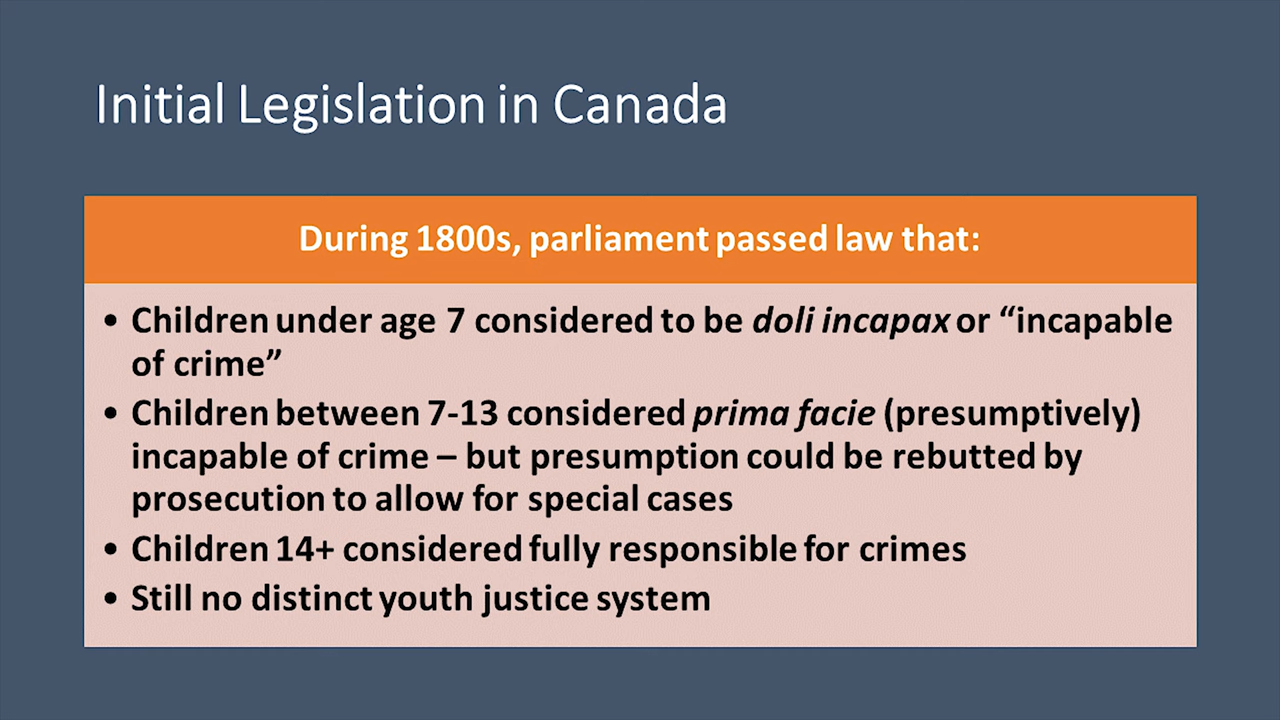 Initial Legislation in Canada
During 1800s, parliament passed law that:
• Children under age 7 considered to be doli incapax or “incapable
of crime”
• Children between 7-13 considered prima facie (presumptively)
incapable of crime – but presumption could be rebutted by
prosecution to allow for special cases
• Children 14+ considered fully responsible for crimes
• Still no distinct youth justice system